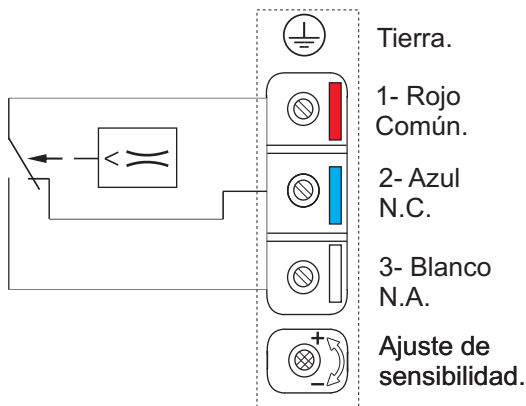 Tierra.
1- Rojo
Común.
<
2- Azul
N.C.
3- Blanco
N.A.
+
Ajuste de
−
sensibilidad.